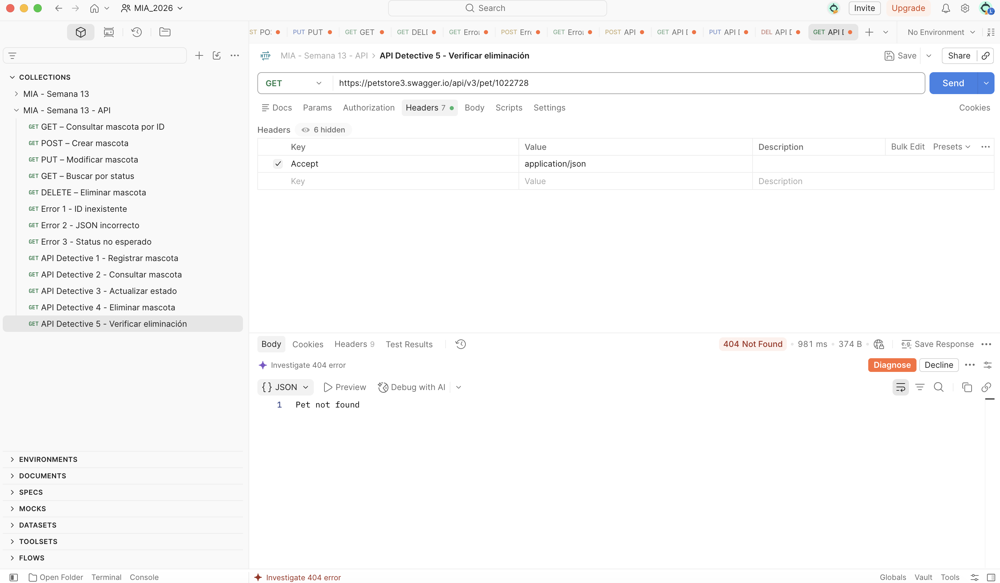 MIA_2026
Search
Invite
Upgrade
ST PO
PUT PUT
GET GET
GET DELE
GET Erro
POST Err
GET Erro
POST API
GET API D
PUT API D
DEL API D
GET API D
No Environment
HTTP MIA - Semana 13 - API > API Detective 5 - Verificar eliminación
Save
Share
COLLECTIONS
MIA - Semana 13
MIA - Semana 13 - API
GET GET – Consultar mascota por ID
GET POST – Crear mascota
GET PUT – Modificar mascota
GET GET – Buscar por status
GET DELETE – Eliminar mascota
GET Error 1 - ID inexistente
GET Error 2 - JSON incorrecto
GET Error 3 - Status no esperado
GET API Detective 1 - Registrar mascota
GET API Detective 2 - Consultar mascota
GET API Detective 3 - Actualizar estado
GET API Detective 4 - Eliminar mascota
GET API Detective 5 - Verificar eliminación
ENVIRONMENTS
DOCUMENTS
SPECS
MOCKS
DATASETS
TOOLSETS
FLOWS
GET https://petstore3.swagger.io/api/v3/pet/1022728 Send
Docs Params Authorization Headers 7 Body Scripts Settings Cookies
Headers 6 hidden
Key Value Description Bulk Edit Presets
Accept application/json
Key Value Description
Body Cookies Headers 9 Test Results 404 Not Found 981 ms 374 B e.g. Save Response
Investigate 404 error Diagnose Decline
{} JSON Preview Debug with AI
1 Pet not found
Open Folder Terminal Console Investigate 404 error Globals Vault Tools